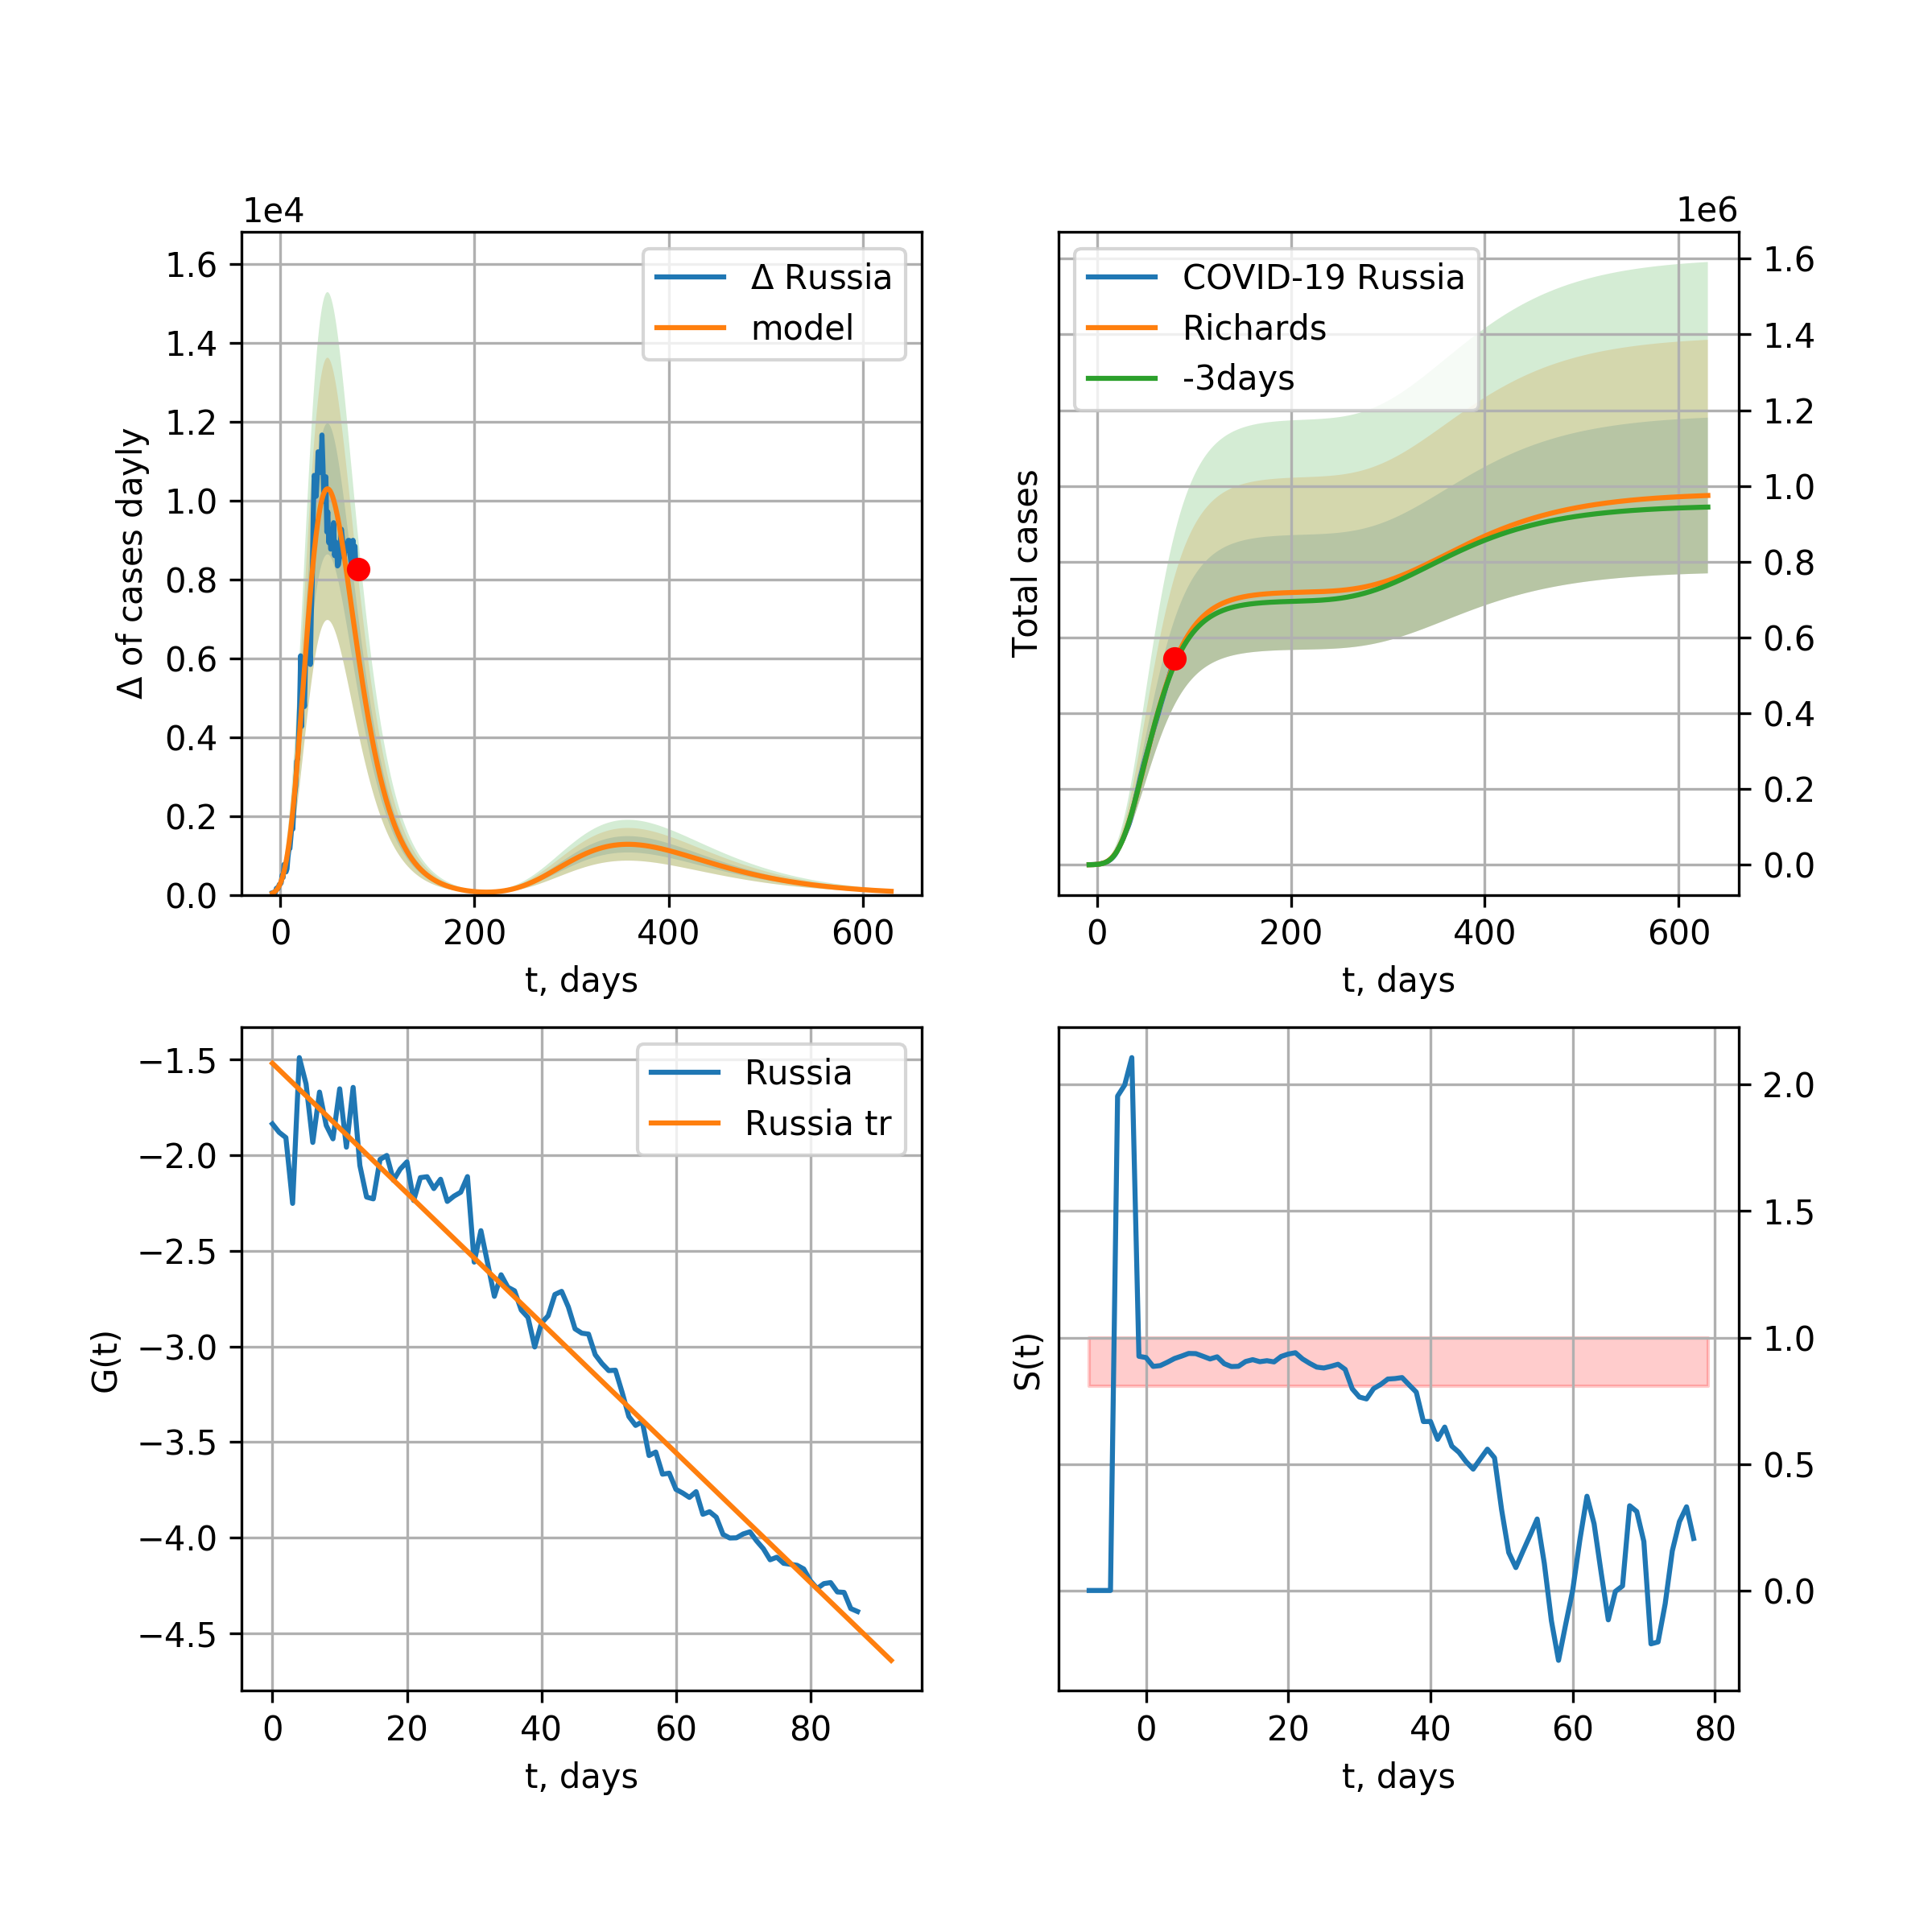 1e4
1.6
1.4
1.2
1.0
0.8
0.6
0.4
0.2
0.0
Δ of cases dayly
Δ Russia
model
0 200 400 600
t, days
1e6
Total cases
COVID-19 Russia
Richards
-3days
1.6
1.4
1.2
1.0
0.8
0.6
0.4
0.2
0.0
0 200 400 600
t, days
−1.5
−2.0
−2.5
−3.0
−3.5
−4.0
−4.5
G(t)
Russia
Russia tr
0 20 40 60 80
t, days
S(t)
2.0
1.5
1.0
0.5
0.0
0 20 40 60 80
t, days